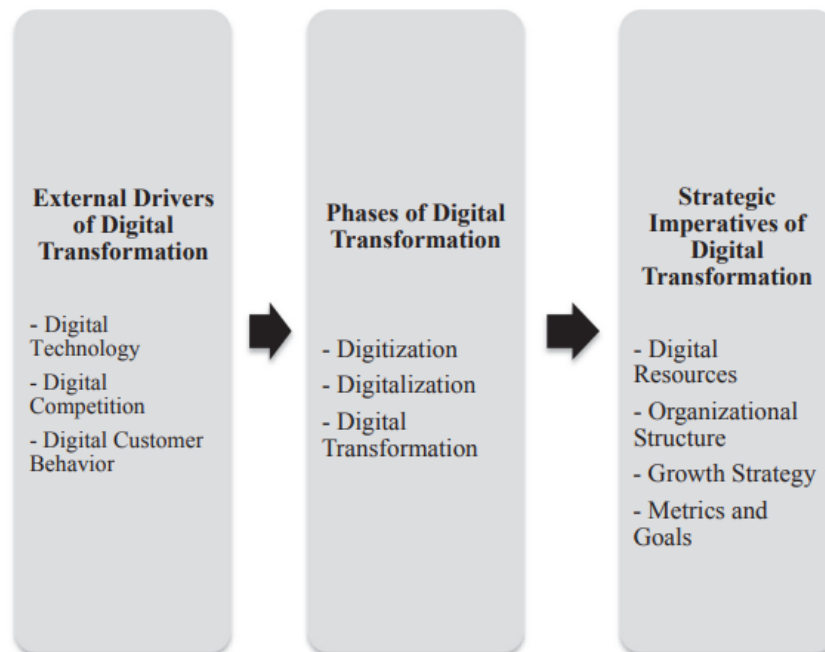 External Drivers
of Digital
Transformation
- Digital
Technology
- Digital
Competition
- Digital Customer
Behavior
Phases of Digital
Transformation
- Digitization
- Digitalization
- Digital
Transformation
Strategic
Imperatives of
Digital
Transformation
- Digital
Resources
- Organizational
Structure
- Growth Strategy
- Metrics and
Goals